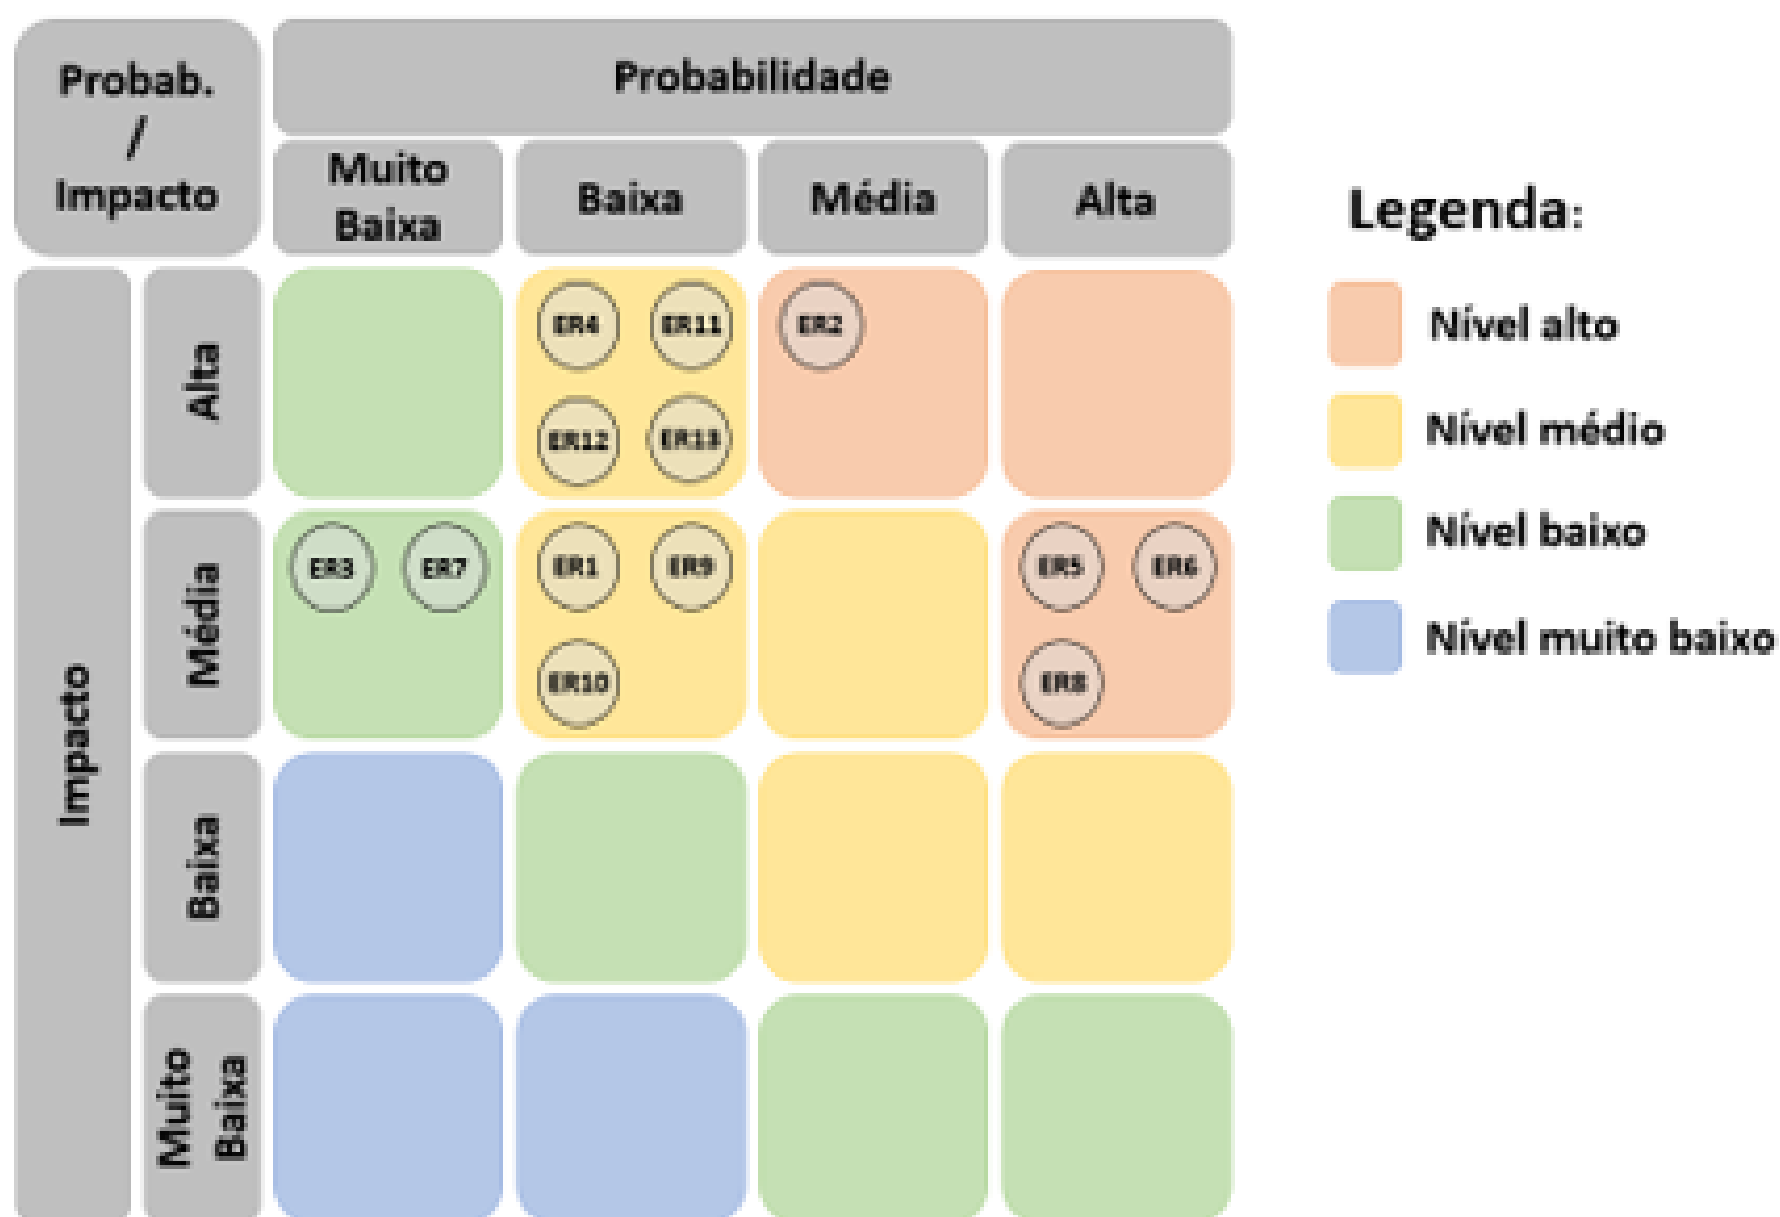 Probab.
/
Impacto
Probabilidade
Muito
Baixa
Baixa
Média
Alta
Legenda:
Nível alto
Nível médio
Nível baixo
Nível muito baixo
Impacto
Alta
ER4
ER11
ER2
ER12
ER13
Média
ER3
ER7
ER1
ER9
ER5
ER6
ER10
ER8
Baixa
Muito
Baixa